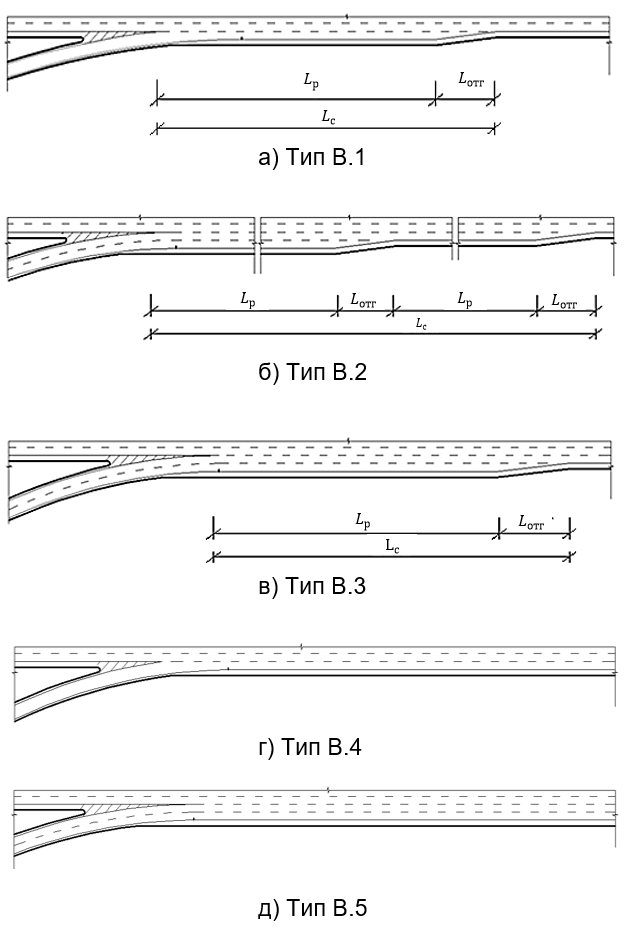 Lр Lотг
Lс
а) Тип В.1
Lр Lотг Lр Lотг
Lс
б) Тип В.2
Lр Lотг
Lс
в) Тип В.3
г) Тип В.4
д) Тип В.5